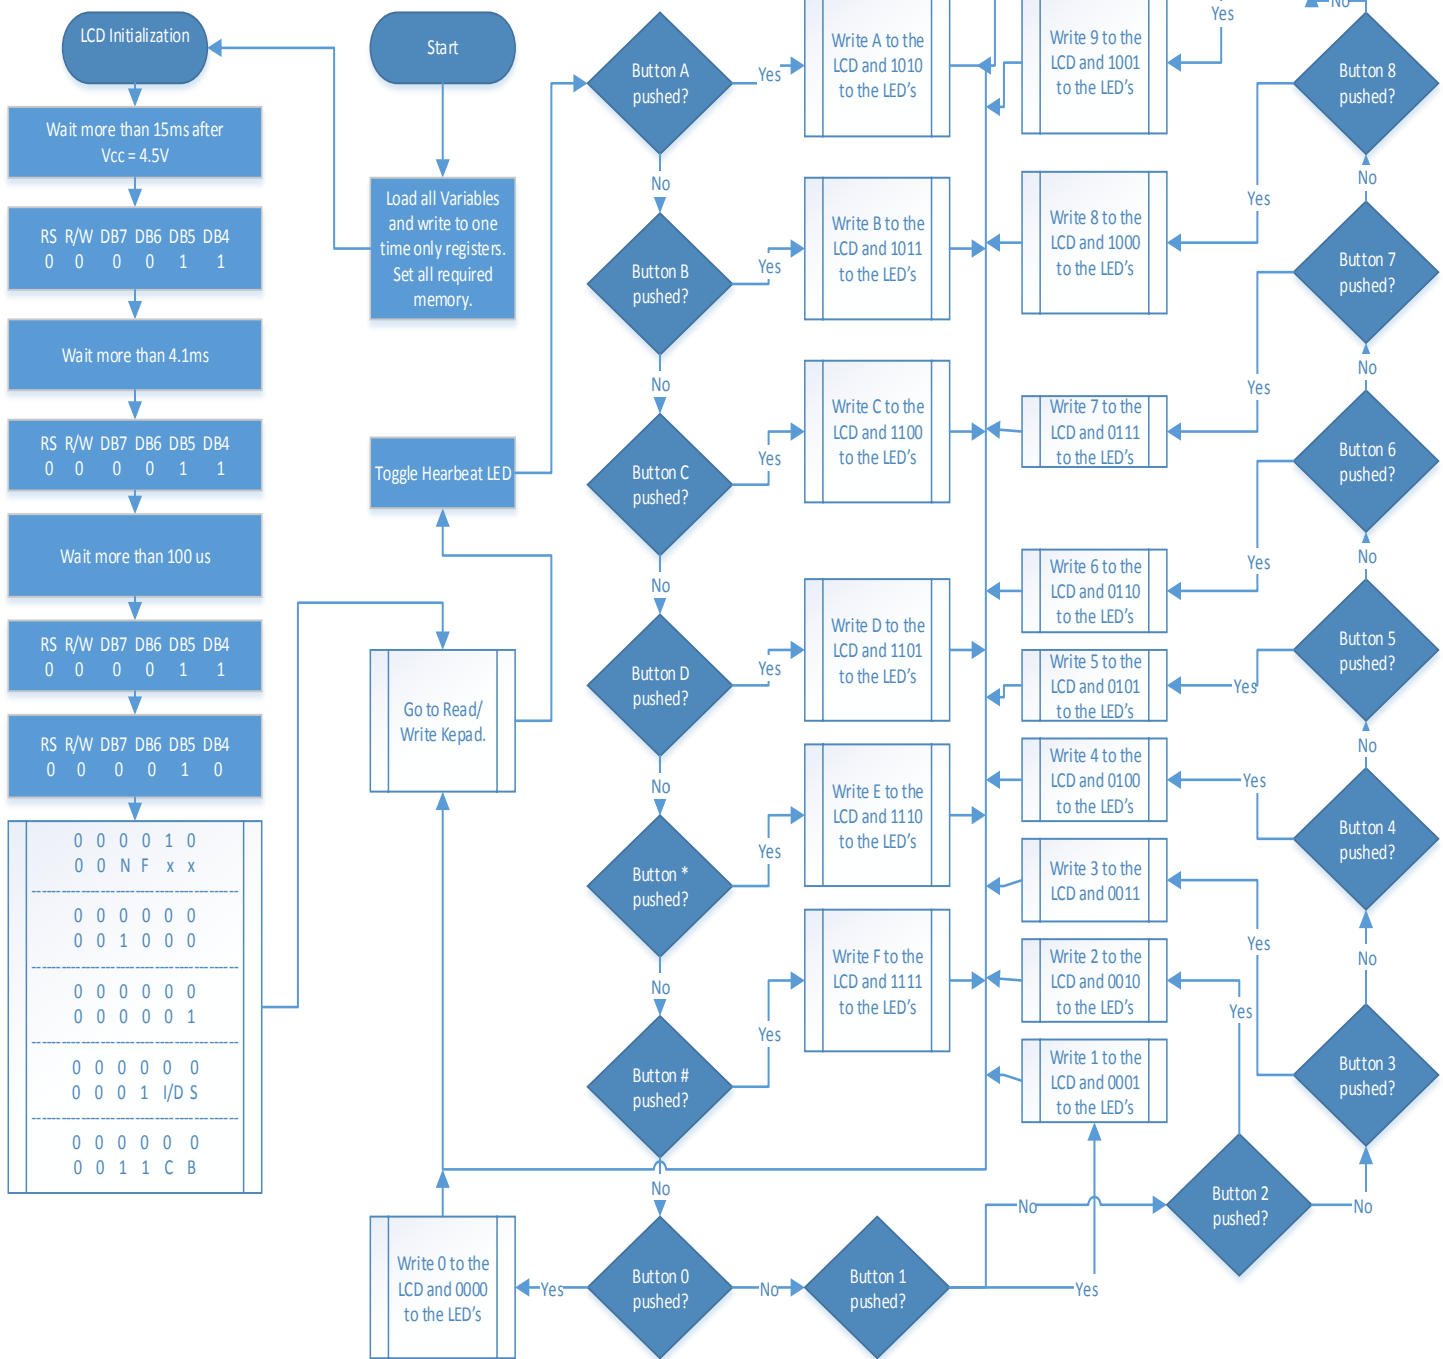 LCD Initialization
Wait more than 15ms after
Vcc = 4.5V
RS R/W DB7 DB6 DB5 DB4
0 0 0 0 1 1
Wait more than 4.1ms
RS R/W DB7 DB6 DB5 DB4
0 0 0 0 1 1
Wait more than 100 us
RS R/W DB7 DB6 DB5 DB4
0 0 0 0 1 1
RS R/W DB7 DB6 DB5 DB4
0 0 0 0 1 0
0 0 0 0 1 0
0 0 N F x x
0 0 0 0 0 0
0 0 1 0 0 0
0 0 0 0 0 0
0 0 0 0 0 1
0 0 0 0 0 0
0 0 0 1 I/D S
0 0 0 0 0 0
0 0 1 1 C B
Start
Load all Variables
and write to one
time only registers.
Set all required
memory.
Toggle Hearbeat LED
Go to Read/
Write Kepad.
Write 0 to the
LCD and 0000
to the LED's
Yes
Button A
pushed?
Yes
No
Button B
pushed?
Yes
No
Button C
pushed?
Yes
No
Button D
pushed?
Yes
No
Button *
pushed?
Yes
No
Button #
pushed?
Yes
No
Button 0
pushed?
No
Write A to the
LCD and 1010
to the LED's
Write B to the
LCD and 1011
to the LED's
Write C to the
LCD and 1100
to the LED's
Write D to the
LCD and 1101
to the LED's
Write E to the
LCD and 1110
to the LED's
Write F to the
LCD and 1111
to the LED's
Button 1
pushed?
No
Yes
Write 9 to the
LCD and 1001
to the LED's
Write 8 to the
LCD and 1000
to the LED's
Write 7 to the
LCD and 0111
to the LED's
Write 6 to the
LCD and 0110
to the LED's
Write 5 to the
LCD and 0101
to the LED's
Write 4 to the
LCD and 0100
to the LED's
Write 3 to the
LCD and 0011
Write 2 to the
LCD and 0010
to the LED's
Write 1 to the
LCD and 0001
to the LED's
Yes
No
Button 8
pushed?
Yes
No
Button 7
pushed?
Yes
No
Button 6
pushed?
Yes
No
Button 5
pushed?
Yes
No
Button 4
pushed?
Yes
No
Button 3
pushed?
Yes
Yes
Button 2
pushed?
No